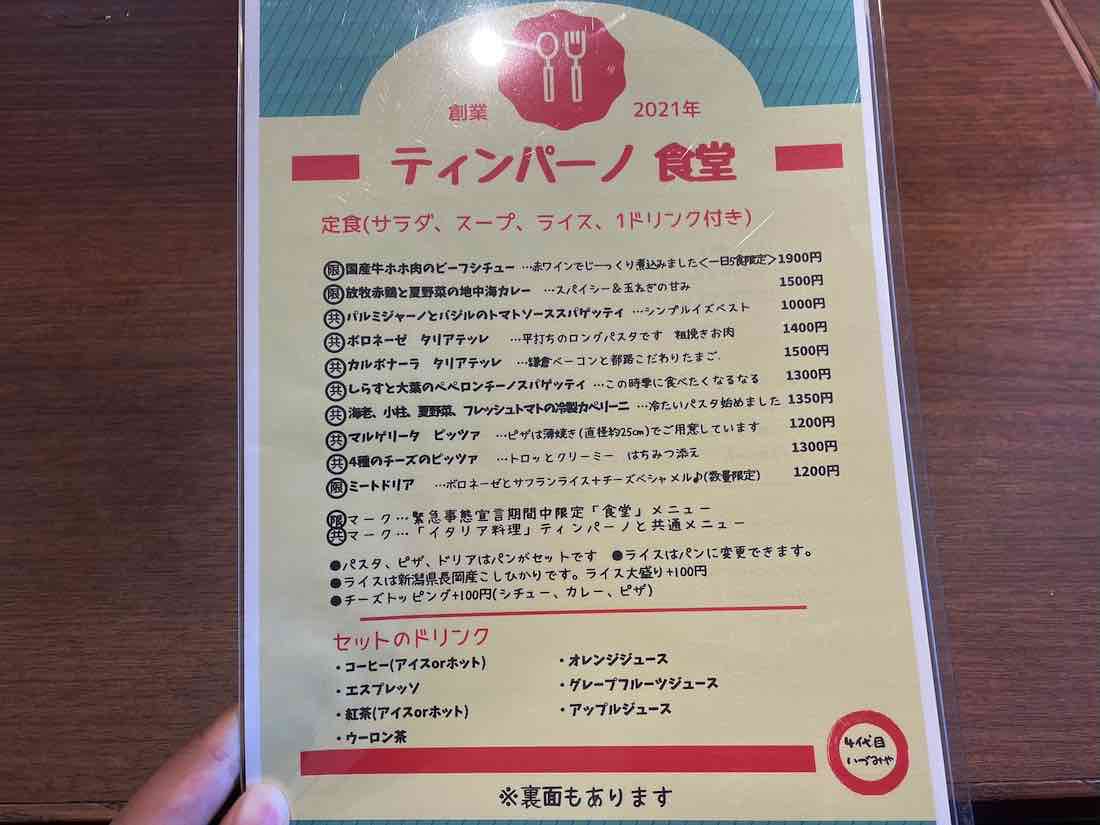 創業 2021年
ティンパーノ 食堂
定食(サラダ、スープ、ライス、1ドリンク付き)
限 国産牛ホホ肉のビーフシチュー …赤ワインでじーっくり煮込みました<一日5食限定> 1900円
限 放牧赤鶏と夏野菜の地中海カレー …スパイシー&玉ねぎの甘み 1500円
共 パルミジャーノとバジルのトマトソーススパゲッティ …シンプルイズベスト 1000円
共 ボロネーゼ タリアテッレ …平打ちのロングパスタです 粗挽きお肉 1400円
共 カルボナーラ タリアテッレ …鎌倉ベーコンと都路こだわりたまご 1500円
共 しらすと大葉のペペロンチーノスパゲッティ …この時季に食べたくなるなる 1300円
共 海老、小柱、夏野菜、フレッシュトマトの冷製カペリーニ …冷たいパスタ始めました 1350円
共 マルゲリータ ピッツァ …ピザは薄焼き(直径約25cm)でご用意しています 1200円
共 4種のチーズのピッツァ …トロッとクリーミー はちみつ添え 1300円
限 ミートドリア …ボロネーゼとサフランライス+チーズベシャメル♪(数量限定) 1200円
限マーク…緊急事態宣言期間中限定「食堂」メニュー
共マーク…「イタリア料理」ティンパーノと共通メニュー
●パスタ、ピザ、ドリアはパンがセットです ●ライスはパンに変更できます。
●ライスは新潟県長岡産こしひかりです。ライス大盛り+100円
●チーズトッピング+100円(シチュー、カレー、ピザ)
セットのドリンク
・コーヒー(アイスorホット)
・エスプレッソ
・紅茶(アイスorホット)
・ウーロン茶
・オレンジジュース
・グレープフルーツジュース
・アップルジュース
4代目
いづみや
※裏面もあります